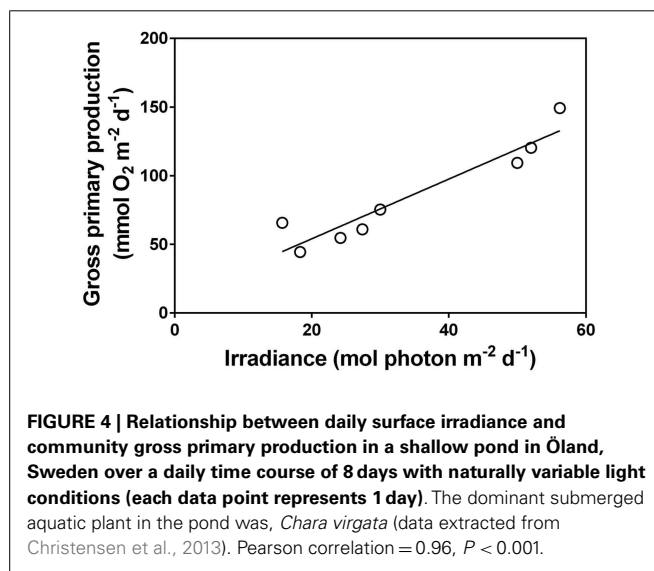 Gross primary production
(mmol O₂ m⁻² d⁻¹)
200
150
100
50
0
0
20
40
60
Irradiance (mol photon m⁻² d⁻¹)
FIGURE 4 | Relationship between daily surface irradiance and
community gross primary production in a shallow pond in Öland,
Sweden over a daily time course of 8 days with naturally variable light
conditions (each data point represents 1 day). The dominant submerged
aquatic plant in the pond was, Chara virgata (data extracted from
Christensen et al., 2013). Pearson correlation = 0.96, P < 0.001.